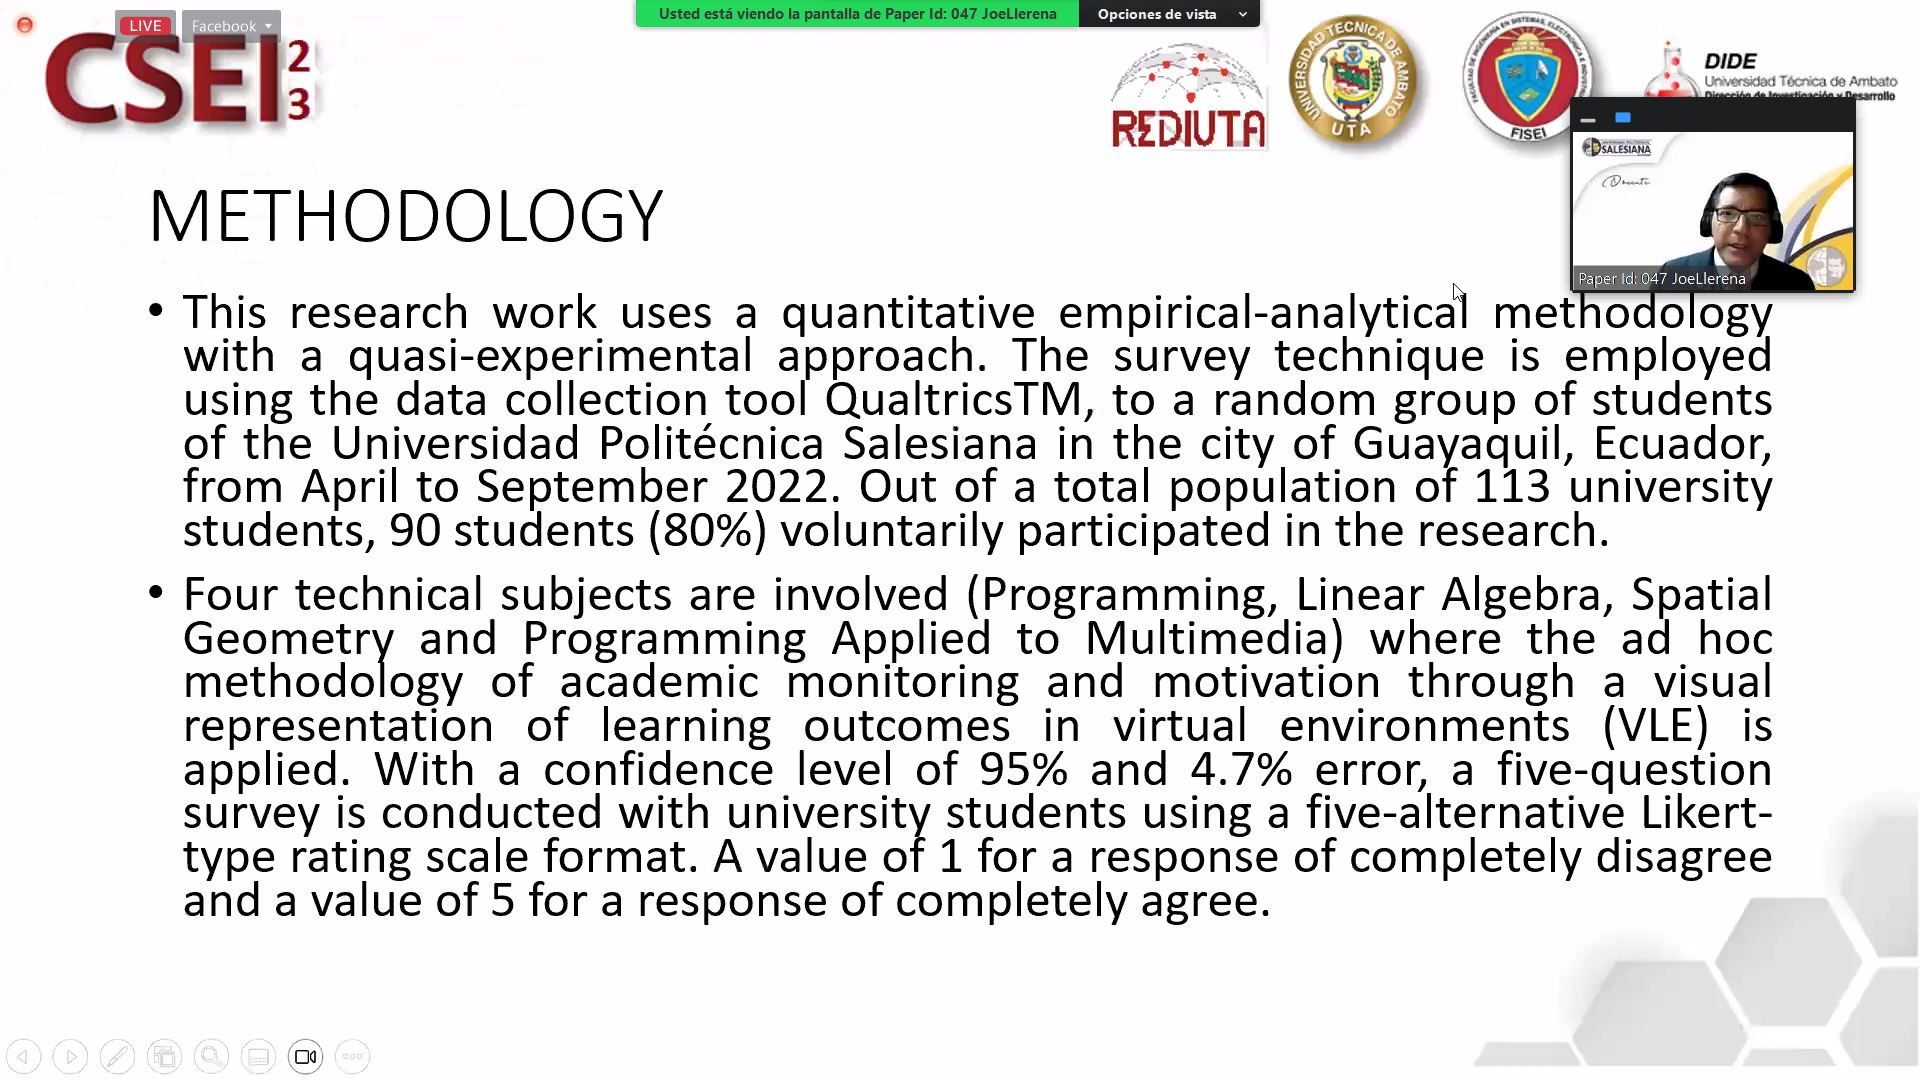 LIVE
Facebook
Usted está viendo la pantalla de Paper Id: 047 JoeLlerena
Opciones de vista
CSEI 23
REDIUTA
UNIVERSIDAD TÉCNICA DE AMBATO
UTA
FISEI
DIDE
Universidad Técnica de Ambato
Dirección de Investigación y Desarrollo
SALESIANA
Docente
Paper Id: 047 JoeLlerena
METHODOLOGY
• This research work uses a quantitative empirical-analytical methodology
with a quasi-experimental approach. The survey technique is employed
using the data collection tool QualtricsTM, to a random group of students
of the Universidad Politécnica Salesiana in the city of Guayaquil, Ecuador,
from April to September 2022. Out of a total population of 113 university
students, 90 students (80%) voluntarily participated in the research.
• Four technical subjects are involved (Programming, Linear Algebra, Spatial
Geometry and Programming Applied to Multimedia) where the ad hoc
methodology of academic monitoring and motivation through a visual
representation of learning outcomes in virtual environments (VLE) is
applied. With a confidence level of 95% and 4.7% error, a five-question
survey is conducted with university students using a five-alternative Likert-
type rating scale format. A value of 1 for a response of completely disagree
and a value of 5 for a response of completely agree.